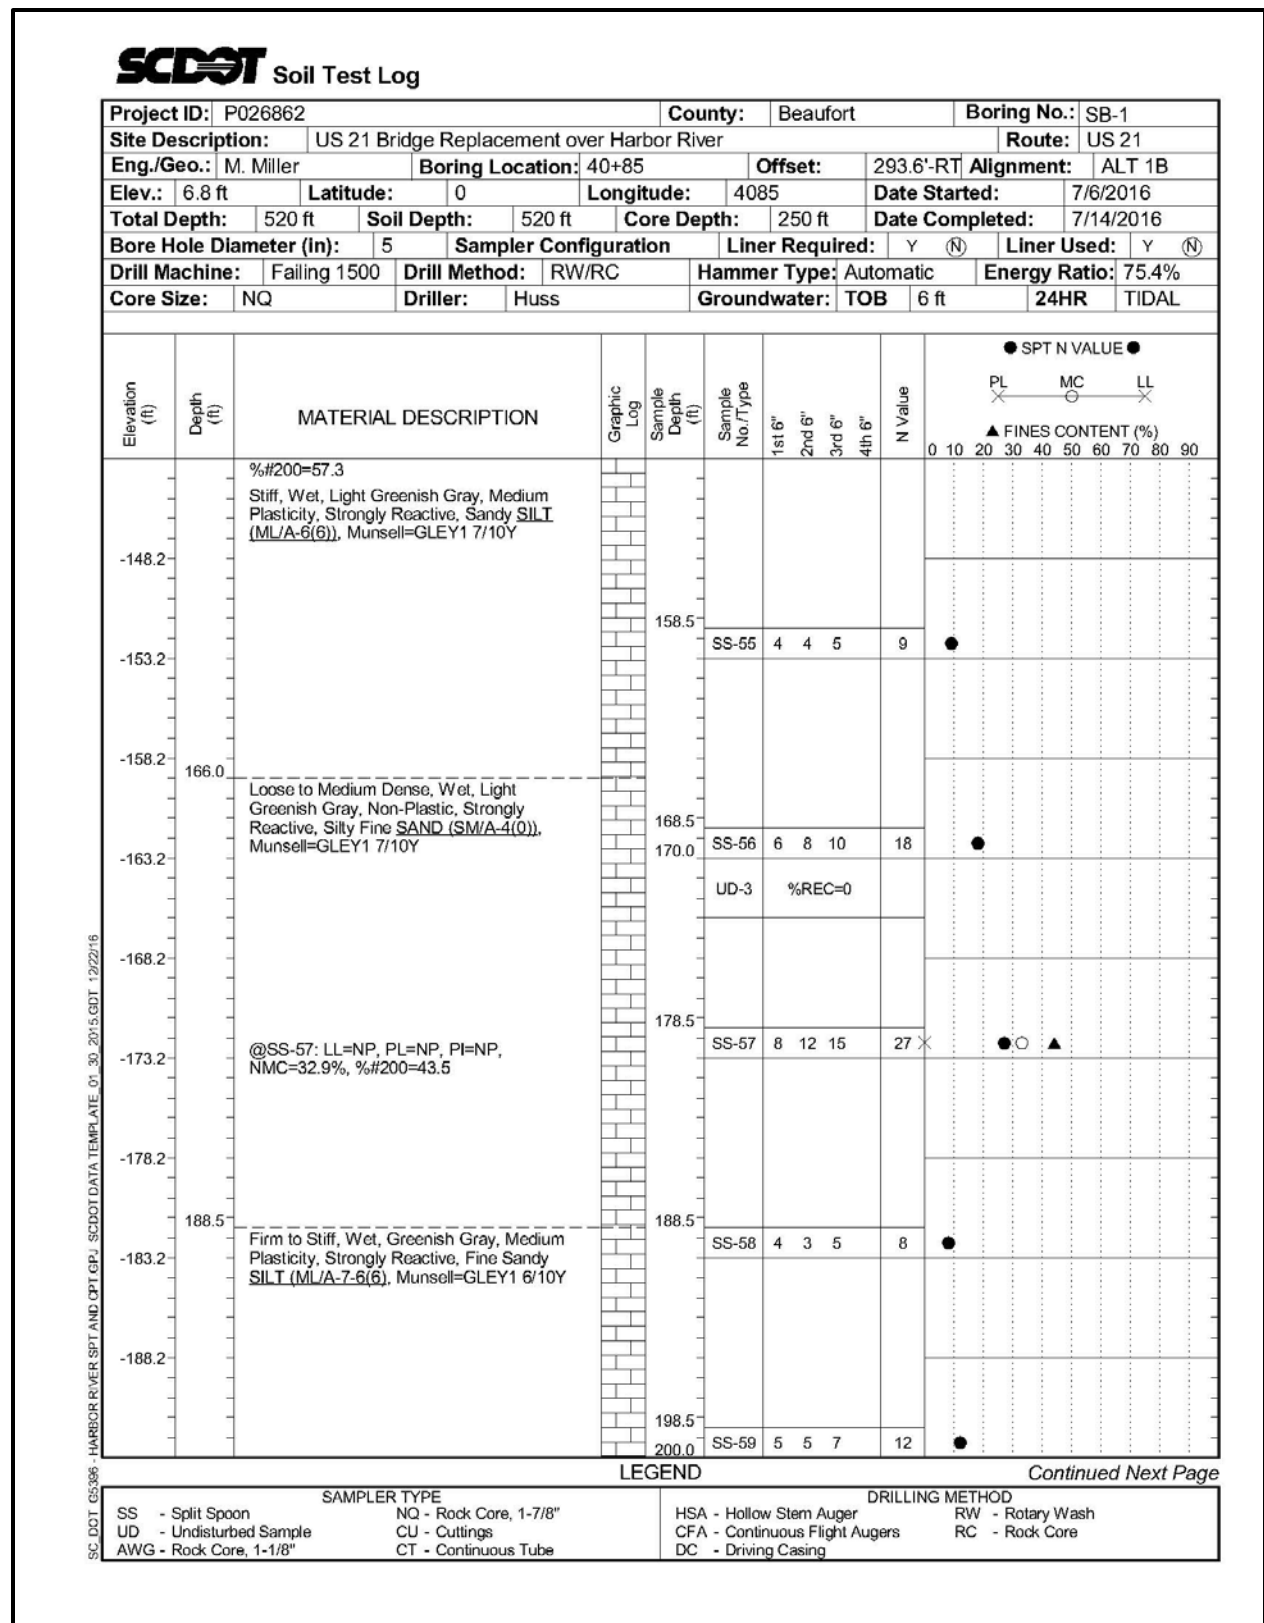 SCDOT Soil Test Log
Project ID: P026862 County: Beaufort Boring No.: SB-1
Site Description: US 21 Bridge Replacement over Harbor River Route: US 21
Eng./Geo.: M. Miller Boring Location: 40+85 Offset: 293.6'-RT Alignment: ALT 1B
Elev.: 6.8 ft Latitude: 0 Longitude: 4085 Date Started: 7/6/2016
Total Depth: 520 ft Soil Depth: 520 ft Core Depth: 250 ft Date Completed: 7/14/2016
Bore Hole Diameter (in): 5 Sampler Configuration Liner Required: Y N Liner Used: Y N
Drill Machine: Failing 1500 Drill Method: RW/RC Hammer Type: Automatic Energy Ratio: 75.4%
Core Size: NQ Driller: Huss Groundwater: TOB 6 ft 24HR TIDAL
Elevation (ft)
Depth (ft)
MATERIAL DESCRIPTION
Graphic Log
Sample Depth (ft)
Sample No./Type
1st 6"
2nd 6"
3rd 6"
4th 6"
N Value
● SPT N VALUE ●
PL MC LL
▲ FINES CONTENT (%)
0 10 20 30 40 50 60 70 80 90
%#200=57.3
Stiff, Wet, Light Greenish Gray, Medium
Plasticity, Strongly Reactive, Sandy SILT
(ML/A-6(6)), Munsell=GLEY1 7/10Y
-148.2
158.5
SS-55 4 4 5 9
-153.2
-158.2
166.0
Loose to Medium Dense, Wet, Light
Greenish Gray, Non-Plastic, Strongly
Reactive, Silty Fine SAND (SM/A-4(0)),
Munsell=GLEY1 7/10Y
168.5
170.0 SS-56 6 8 10 18
-163.2
UD-3 %REC=0
-168.2
178.5
SS-57 8 12 15 27
@SS-57: LL=NP, PL=NP, PI=NP,
NMC=32.9%, %#200=43.5
-173.2
-178.2
188.5 188.5
Firm to Stiff, Wet, Greenish Gray, Medium
Plasticity, Strongly Reactive, Fine Sandy
SILT (ML/A-7-6(6), Munsell=GLEY1 6/10Y
SS-58 4 3 5 8
-183.2
-188.2
198.5
200.0 SS-59 5 5 7 12
LEGEND Continued Next Page
SAMPLER TYPE DRILLING METHOD
SS - Split Spoon NQ - Rock Core, 1-7/8" HSA - Hollow Stem Auger RW - Rotary Wash
UD - Undisturbed Sample CU - Cuttings CFA - Continuous Flight Augers RC - Rock Core
AWG - Rock Core, 1-1/8" CT - Continuous Tube DC - Driving Casing
SC_DOT G5396 - HARBOR RIVER SPT AND CPT.GPJ SCDOT DATA TEMPLATE_01_30_2015.GDT 12/22/16